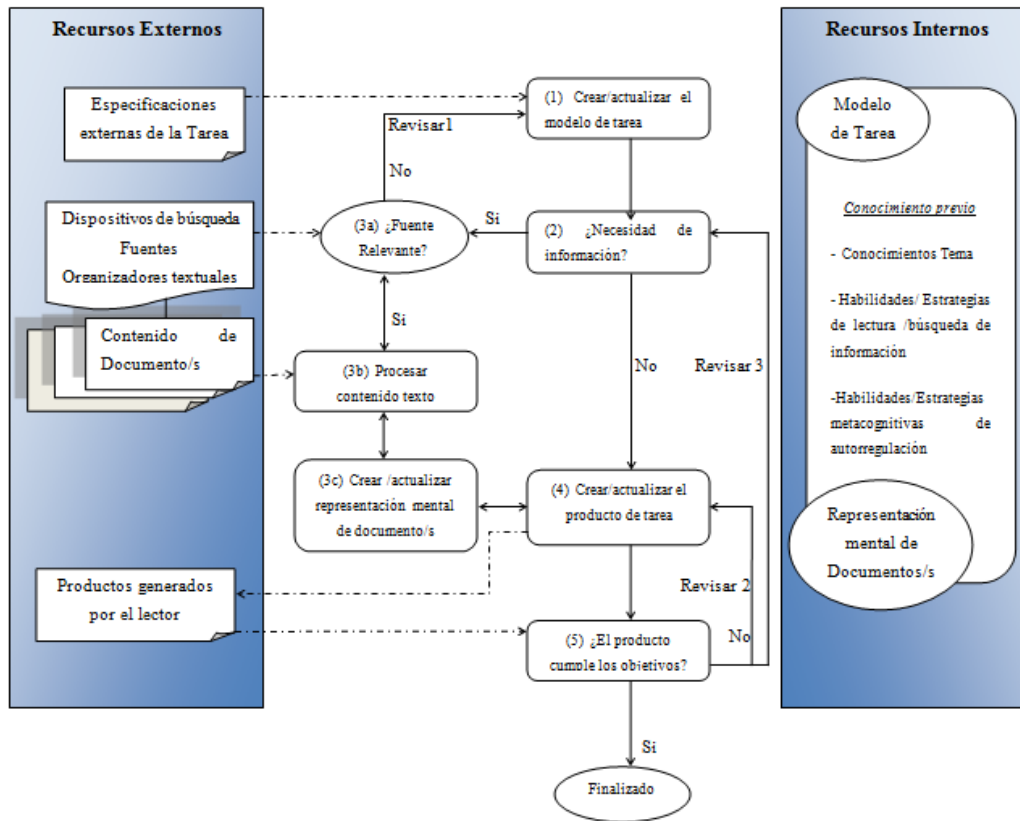 Recursos Externos
Especificaciones
externas de la Tarea
Dispositivos de búsqueda
Fuentes
Organizadores textuales
Contenido de
Documento/s
Productos generados
por el lector
(1) Crear/actualizar el
modelo de tarea
Revisar1
No
(3a) ¿Fuente
Relevante?
Si
(2) ¿Necesidad de
información?
Si
(3b) Procesar
contenido texto
No
Revisar 3
(3c) Crear /actualizar
representación mental
de documento/s
(4) Crear/actualizar el
producto de tarea
Revisar 2
No
(5) ¿El producto
cumple los objetivos?
Si
Finalizado
Recursos Internos
Modelo
de Tarea
Conocimiento previo
- Conocimientos Tema
- Habilidades/ Estrategias
de lectura /búsqueda de
información
-Habilidades/Estrategias
metacognitivas de
autorregulación
Representación
mental de
Documentos/s